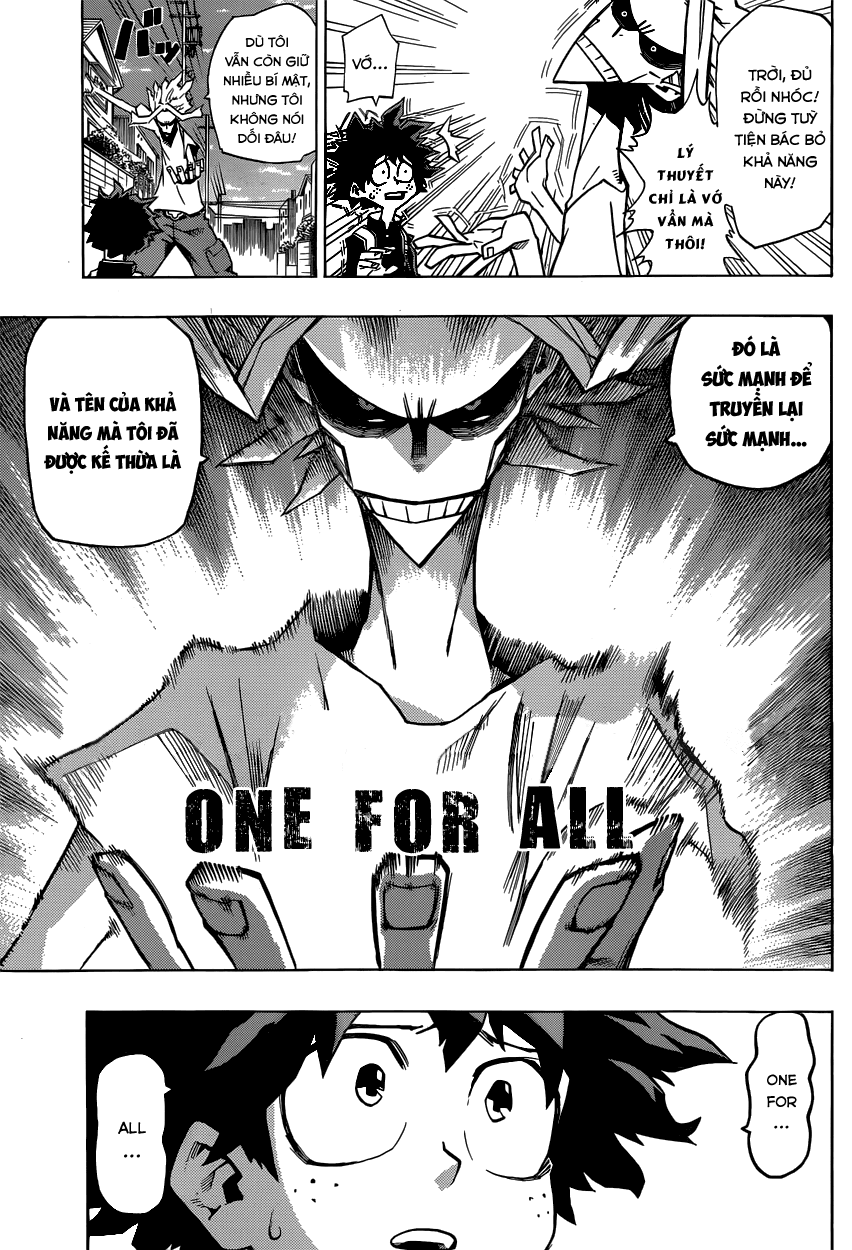 TRỜI, ĐỦ
RỒI NHÓC!
ĐỪNG TUỲ
TIỆN BÁC BỎ
KHẢ NĂNG
NÀY!
LÝ
THUYẾT
CHỈ LÀ VỚ
VẨN MÀ
THÔI!
VỚ...
DÙ TÔI
VẪN CÒN GIỮ
NHIỀU BÍ MẬT,
NHƯNG TÔI
KHÔNG NÓI
DỐI ĐÂU!
バッ
ĐÓ LÀ
SỨC MẠNH ĐỂ
TRUYỀN LẠI
SỨC MẠNH...
VÀ TÊN CỦA KHẢ
NĂNG MÀ TÔI ĐÃ
ĐƯỢC KẾ THỪA LÀ
ONE FOR ALL
ONE
FOR
...
ALL
...